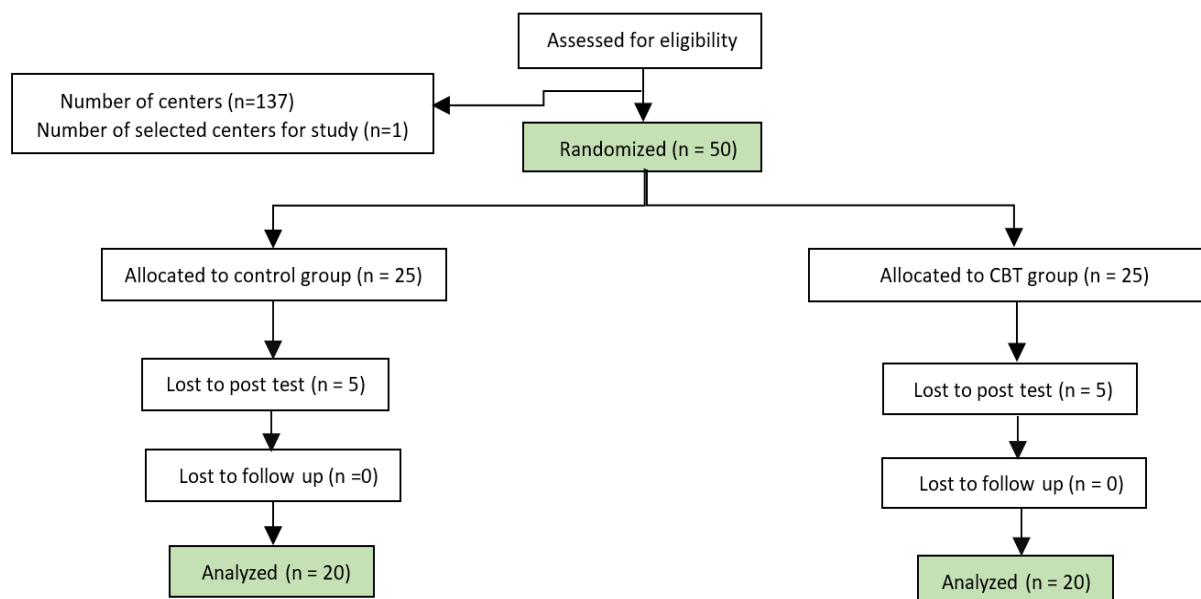 Assessed for eligibility
Number of centers (n=137)
Number of selected centers for study (n=1)
Randomized (n = 50)
Allocated to control group (n = 25)
Allocated to CBT group (n = 25)
Lost to post test (n = 5)
Lost to post test (n = 5)
Lost to follow up (n =0)
Lost to follow up (n = 0)
Analyzed (n = 20)
Analyzed (n = 20)